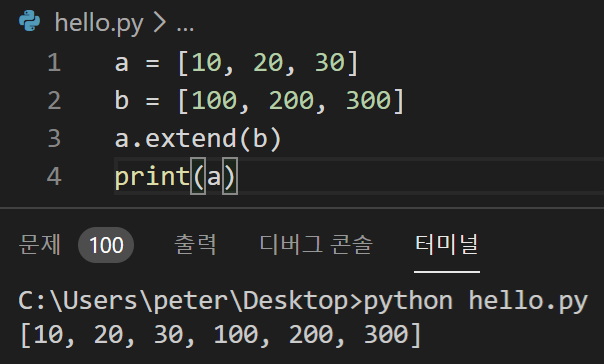 hello.py > ...
1 a = [10, 20, 30]
2 b = [100, 200, 300]
3 a.extend(b)
4 print(a)
문제 100 출력 디버그 콘솔 터미널
C:\Users\peter\Desktop>python hello.py
[10, 20, 30, 100, 200, 300]